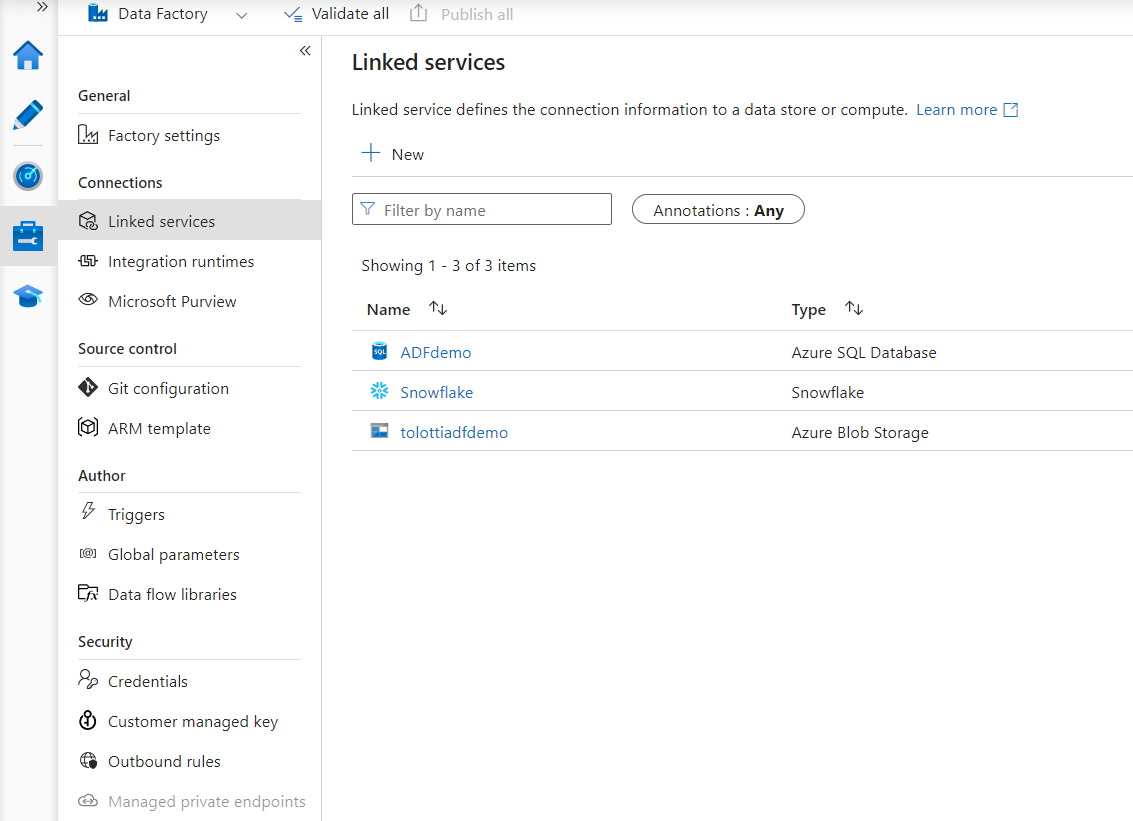 Data Factory
Validate all
Publish all
General
Factory settings
Connections
Linked services
Integration runtimes
Microsoft Purview
Source control
Git configuration
ARM template
Author
Triggers
Global parameters
Data flow libraries
Security
Credentials
Customer managed key
Outbound rules
Managed private endpoints
Linked services
Linked service defines the connection information to a data store or compute. Learn more
New
Filter by name
Annotations : Any
Showing 1 - 3 of 3 items
Name Type
SQL ADFdemo Azure SQL Database
Snowflake Snowflake
tolottiadfdemo Azure Blob Storage